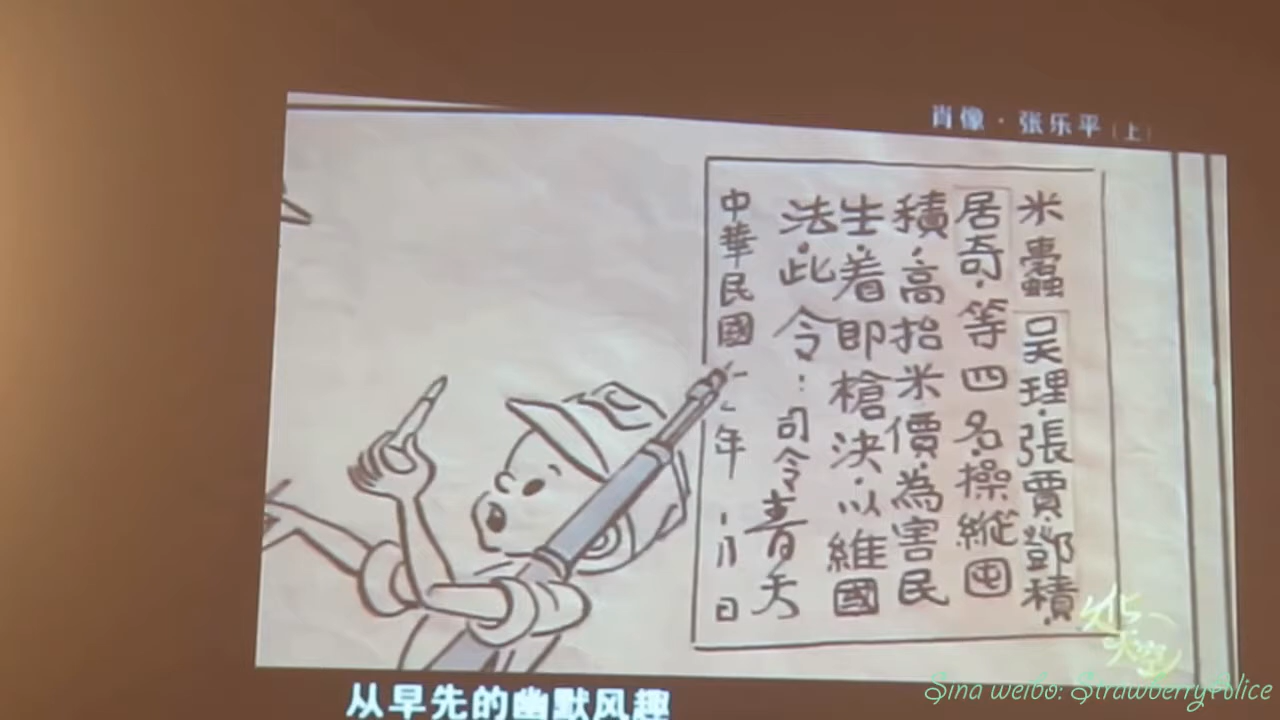 肖像·张乐平(上)
米蠹吴理·張賈·鄧積·
居奇·等四名·操縱囤
積，高抬米價·為害民
生·着即槍決·以維國
法·此令：司令青天
中華民國
年 月 日
从早先的幽默风趣
Sina weibo: StrawberryAlice